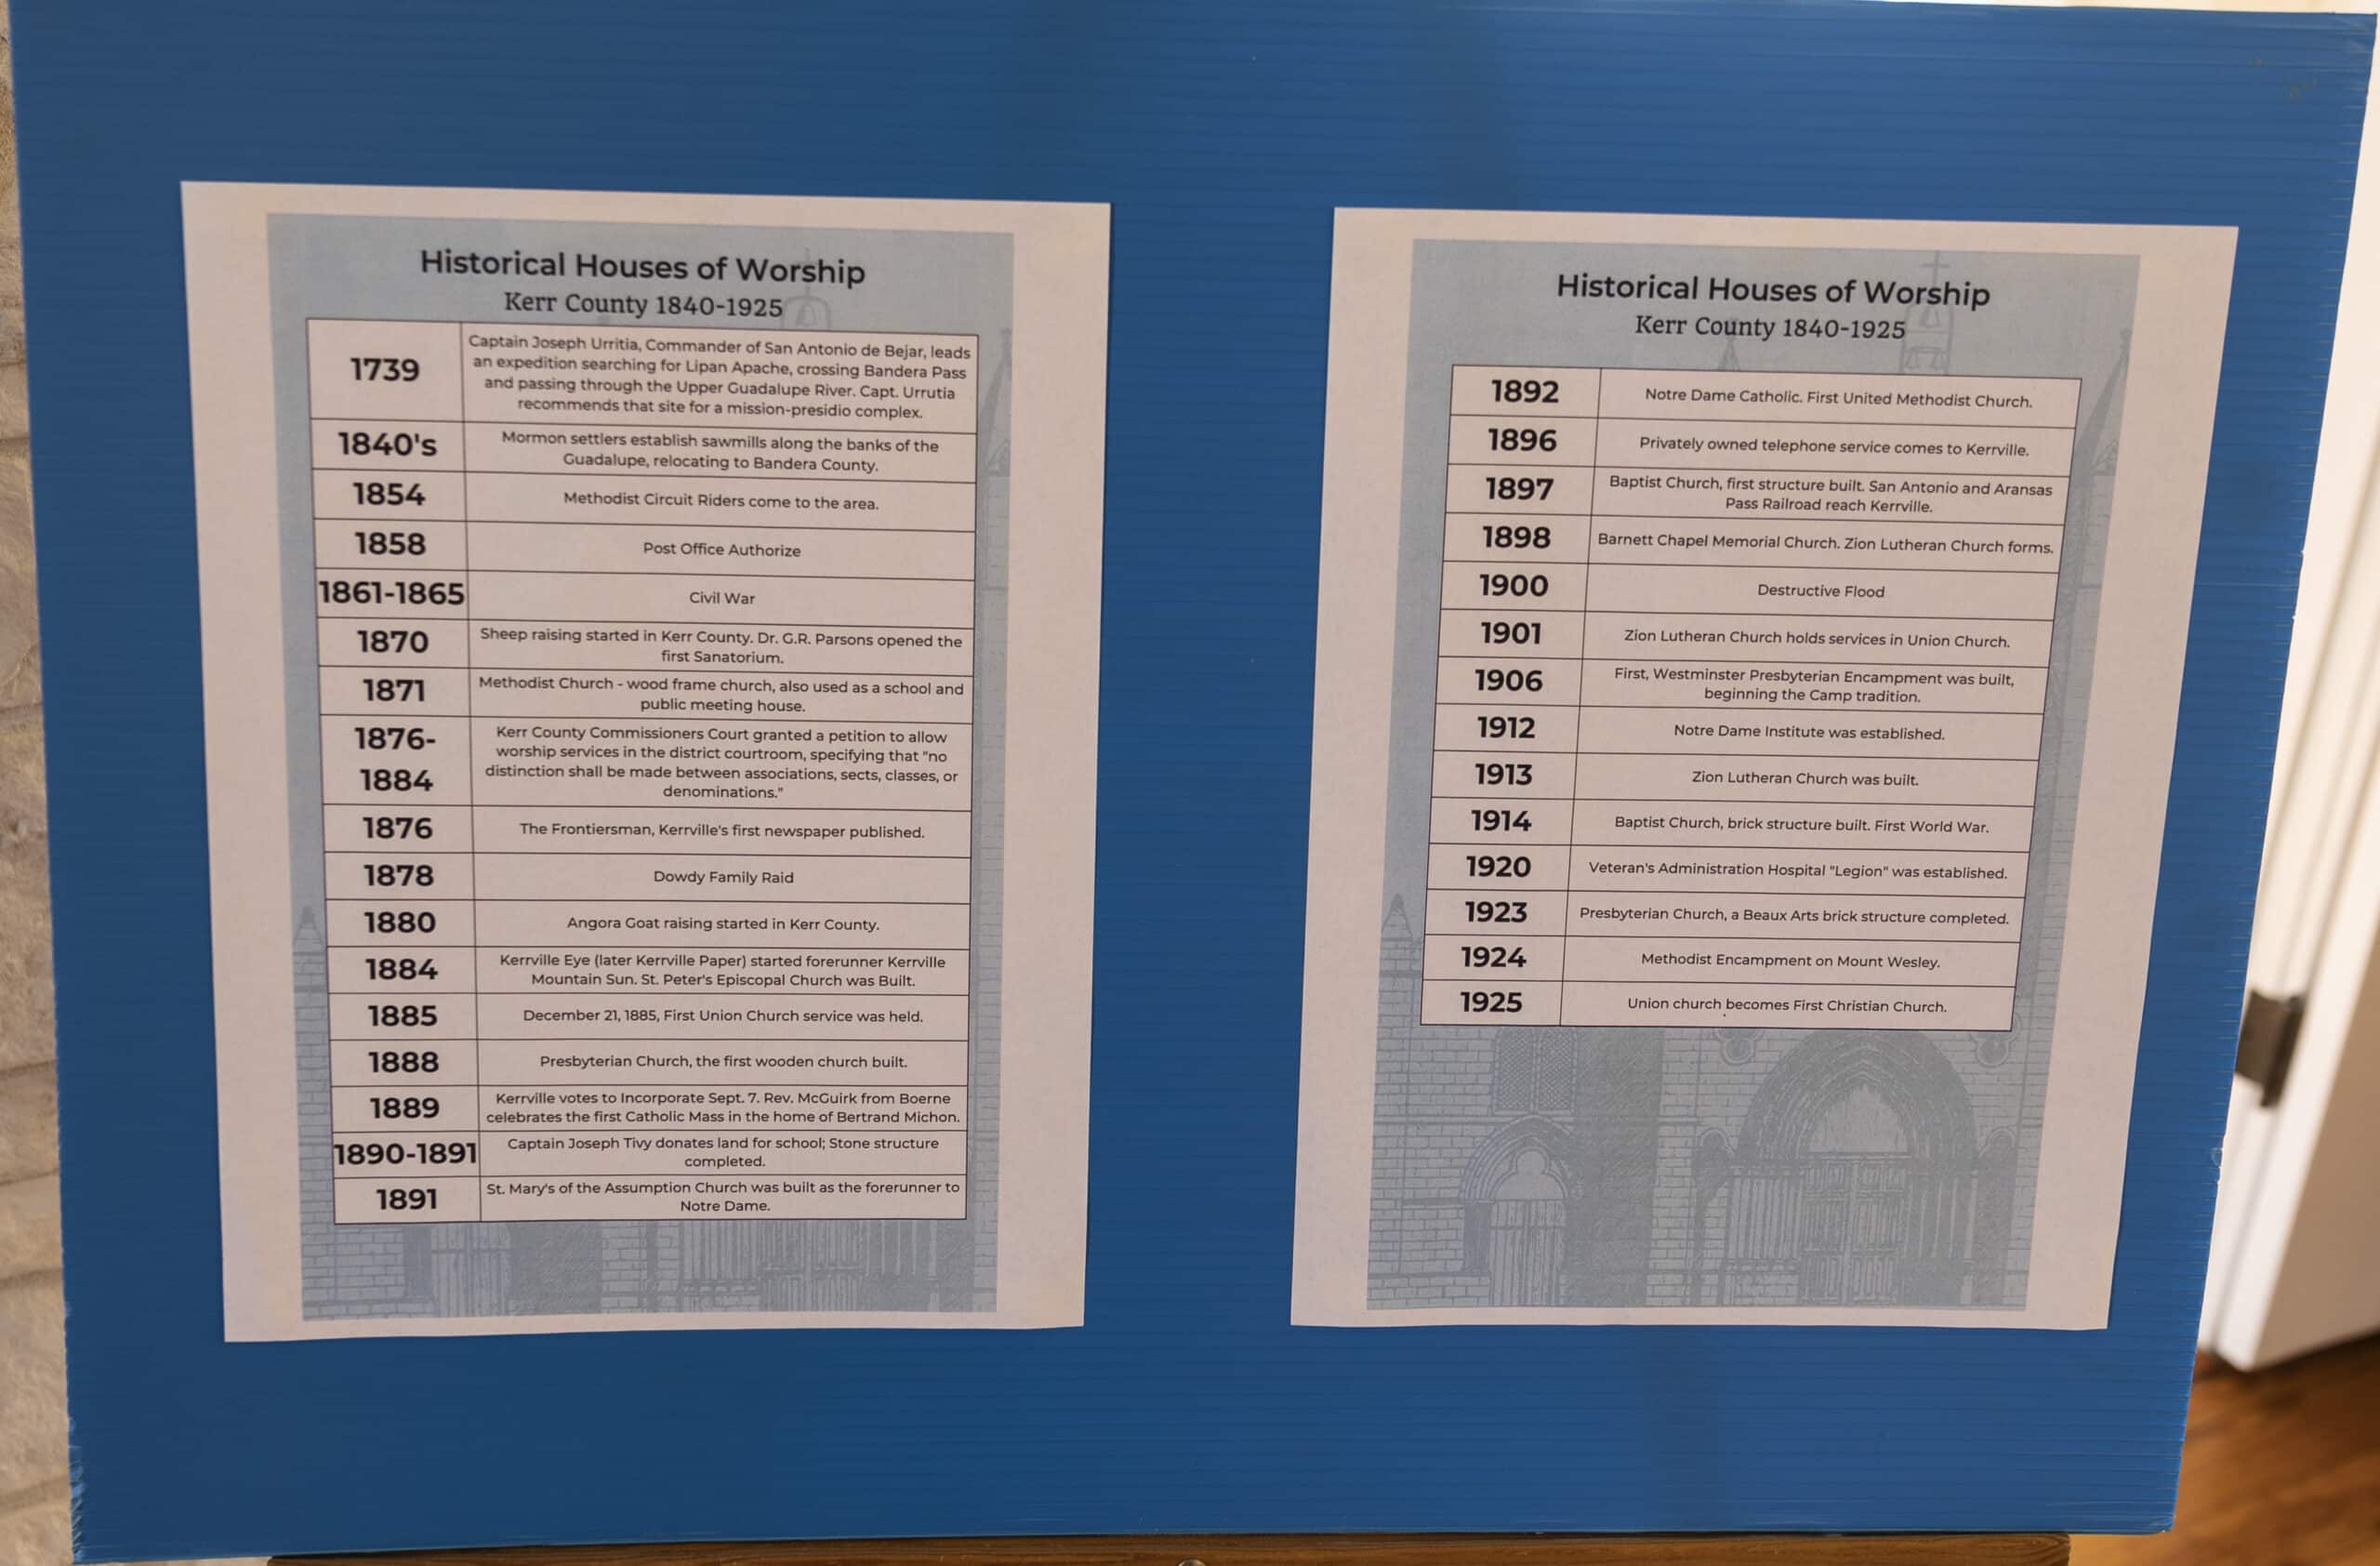 Historical Houses of Worship
Kerr County 1840-1925
1739
Captain Joseph Urritia, Commander of San Antonio de Bejar, leads
an expedition searching for Lipan Apache, crossing Bandera Pass
and passing through the Upper Guadalupe River. Capt. Urrutia
recommends that site for a mission-presidio complex.
1840's
Mormon settlers establish sawmills along the banks of the
Guadalupe, relocating to Bandera County.
1854
Methodist Circuit Riders come to the area.
1858
Post Office Authorize
1861-1865
Civil War
1870
Sheep raising started in Kerr County. Dr. G.R. Parsons opened the
first Sanatorium.
1871
Methodist Church - wood frame church, also used as a school and
public meeting house.
1876-
1884
Kerr County Commissioners Court granted a petition to allow
worship services in the district courtroom, specifying that "no
distinction shall be made between associations, sects, classes, or
denominations."
1876
The Frontiersman, Kerrville's first newspaper published.
1878
Dowdy Family Raid
1880
Angora Goat raising started in Kerr County.
1884
Kerrville Eye (later Kerrville Paper) started forerunner Kerrville
Mountain Sun. St. Peter's Episcopal Church was Built.
1885
December 21, 1885, First Union Church service was held.
1888
Presbyterian Church, the first wooden church built.
1889
Kerrville votes to Incorporate Sept. 7. Rev. McGuirk from Boerne
celebrates the first Catholic Mass in the home of Bertrand Michon.
1890-1891
Captain Joseph Tivy donates land for school; Stone structure
completed.
1891
St. Mary's of the Assumption Church was built as the forerunner to
Notre Dame.
Historical Houses of Worship
Kerr County 1840-1925
1892
Notre Dame Catholic. First United Methodist Church.
1896
Privately owned telephone service comes to Kerrville.
1897
Baptist Church, first structure built. San Antonio and Aransas
Pass Railroad reach Kerrville.
1898
Barnett Chapel Memorial Church. Zion Lutheran Church forms.
1900
Destructive Flood
1901
Zion Lutheran Church holds services in Union Church.
1906
First, Westminster Presbyterian Encampment was built,
beginning the Camp tradition.
1912
Notre Dame Institute was established.
1913
Zion Lutheran Church was built.
1914
Baptist Church, brick structure built. First World War.
1920
Veteran's Administration Hospital "Legion" was established.
1923
Presbyterian Church, a Beaux Arts brick structure completed.
1924
Methodist Encampment on Mount Wesley.
1925
Union church becomes First Christian Church.